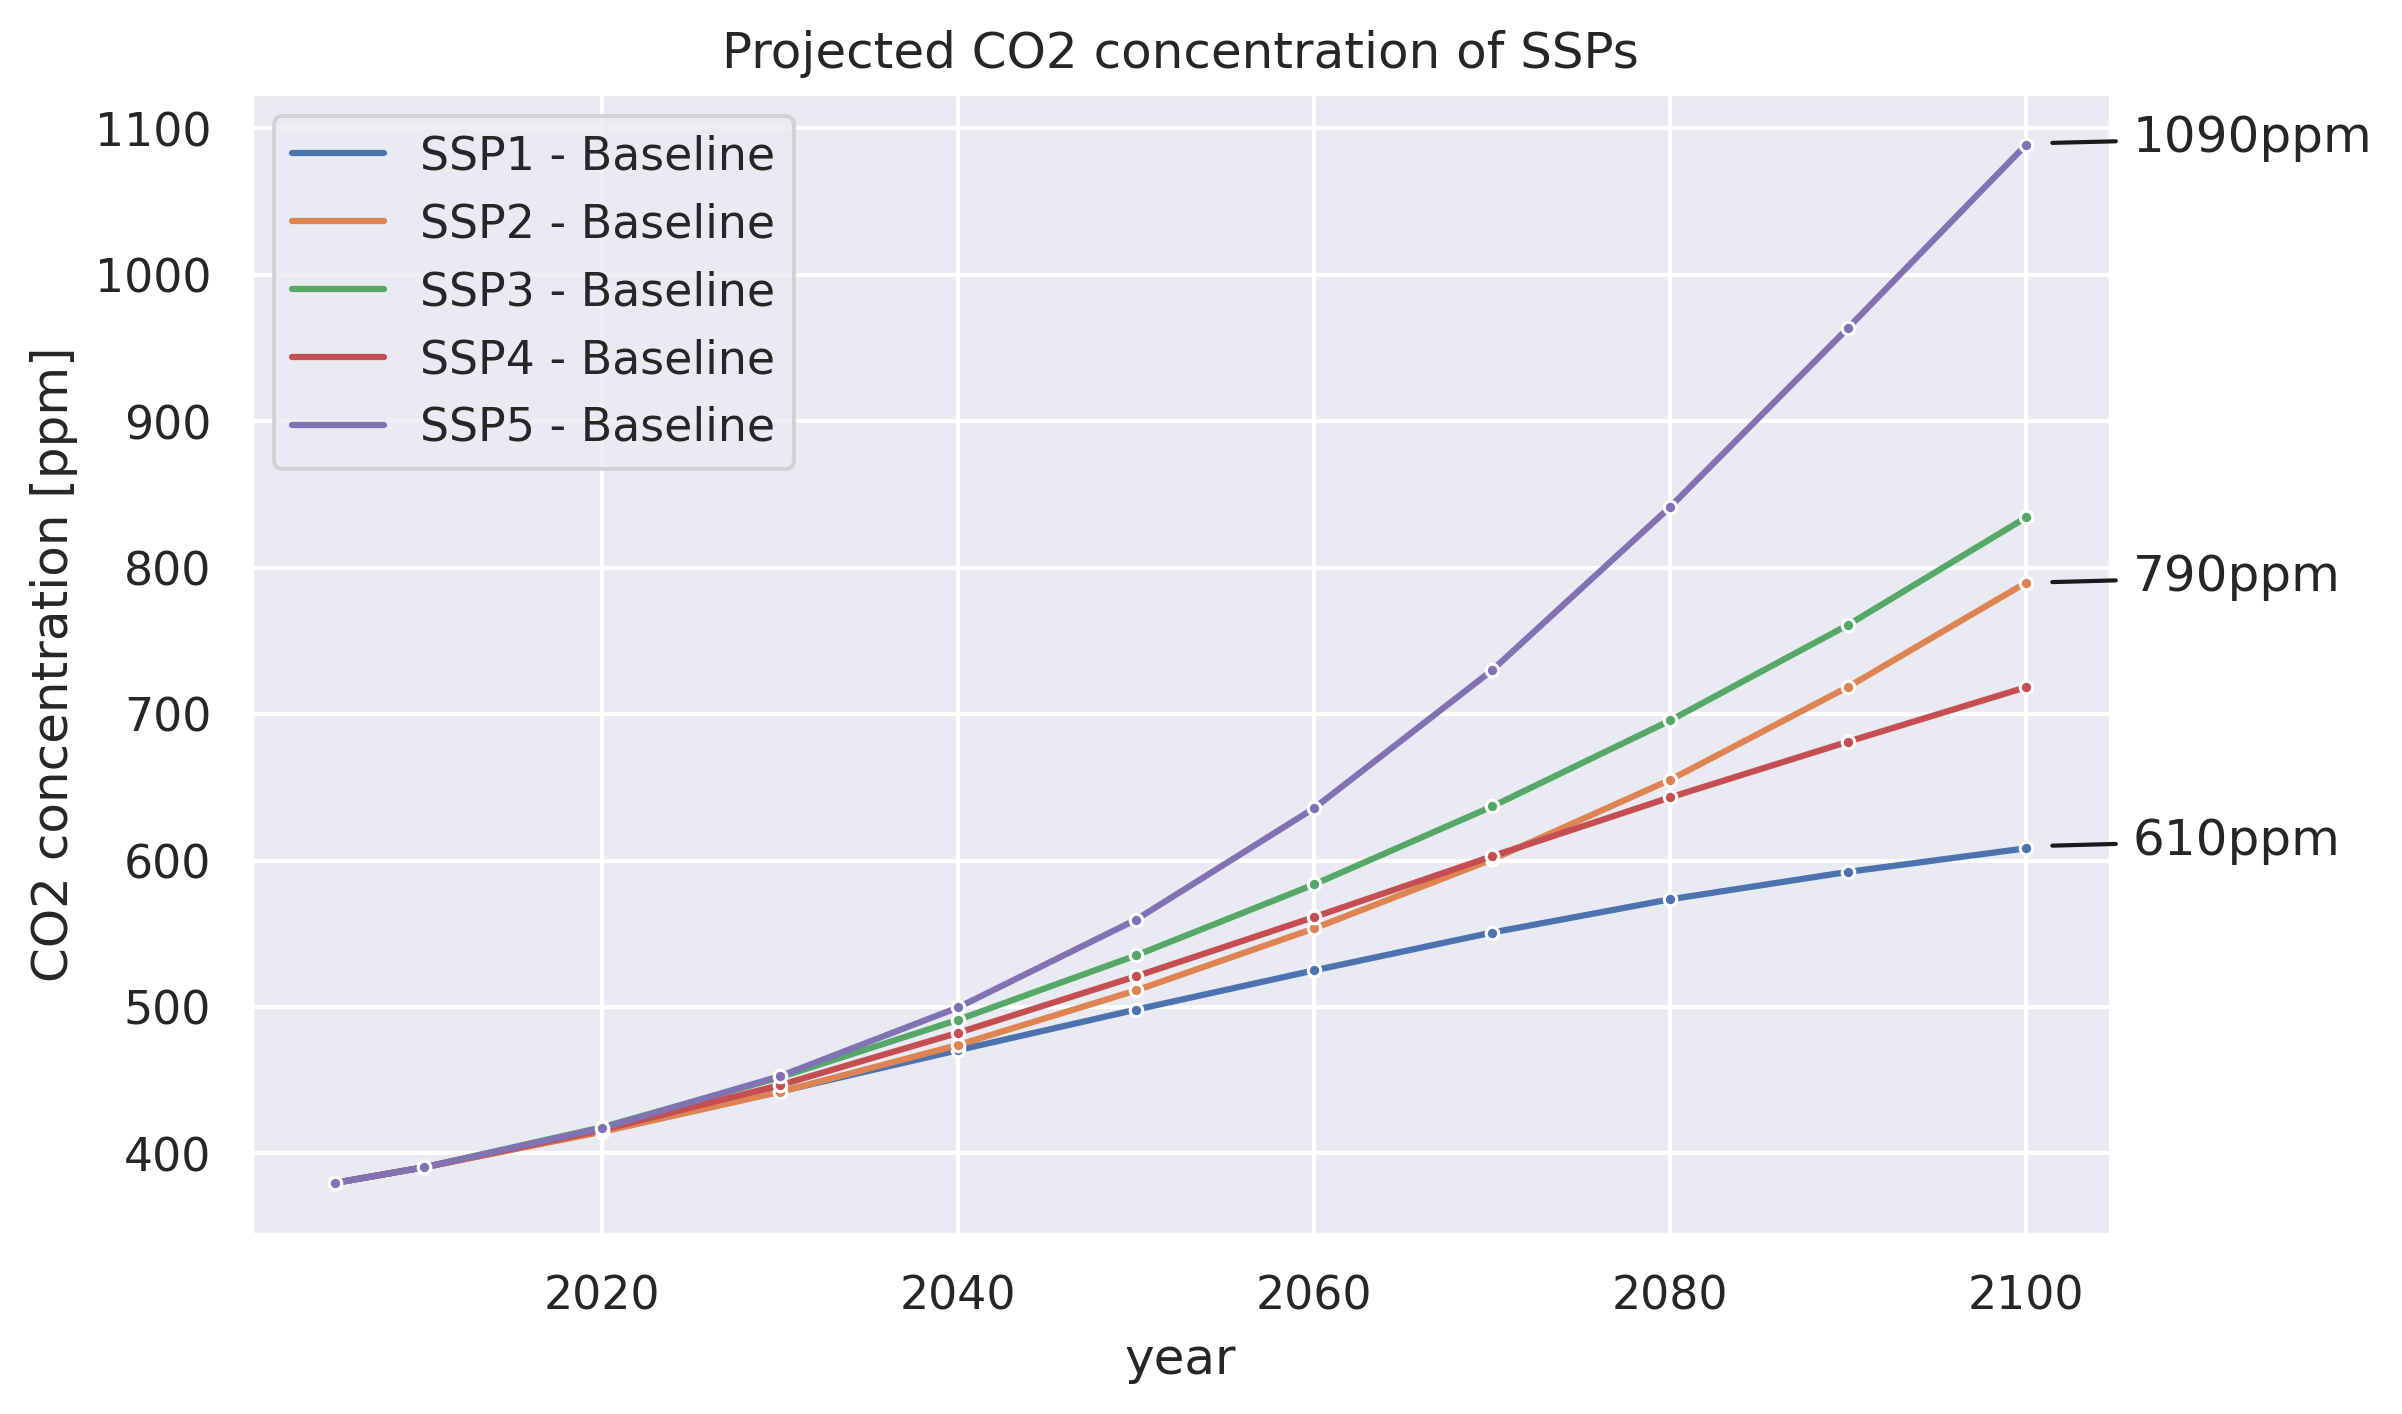 Projected CO2 concentration of SSPs
CO2 concentration [ppm]
1100
1000
900
800
700
600
500
400
SSP1 - Baseline
SSP2 - Baseline
SSP3 - Baseline
SSP4 - Baseline
SSP5 - Baseline
1090ppm
790ppm
610ppm
2020 2040 2060 2080 2100
year